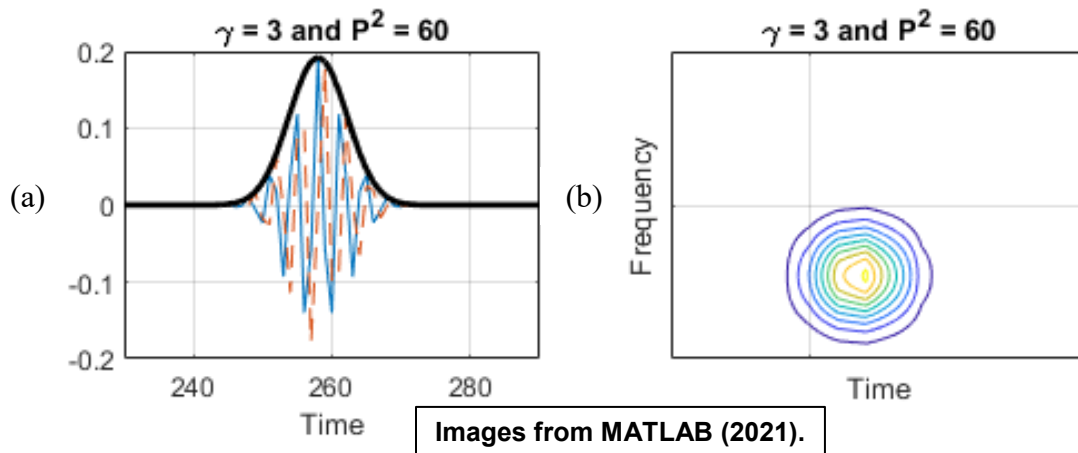 γ = 3 and P² = 60
(a)
0.2
0.1
0
-0.1
-0.2
240 260 280
Time
γ = 3 and P² = 60
(b)
Frequency
Time
Images from MATLAB (2021).